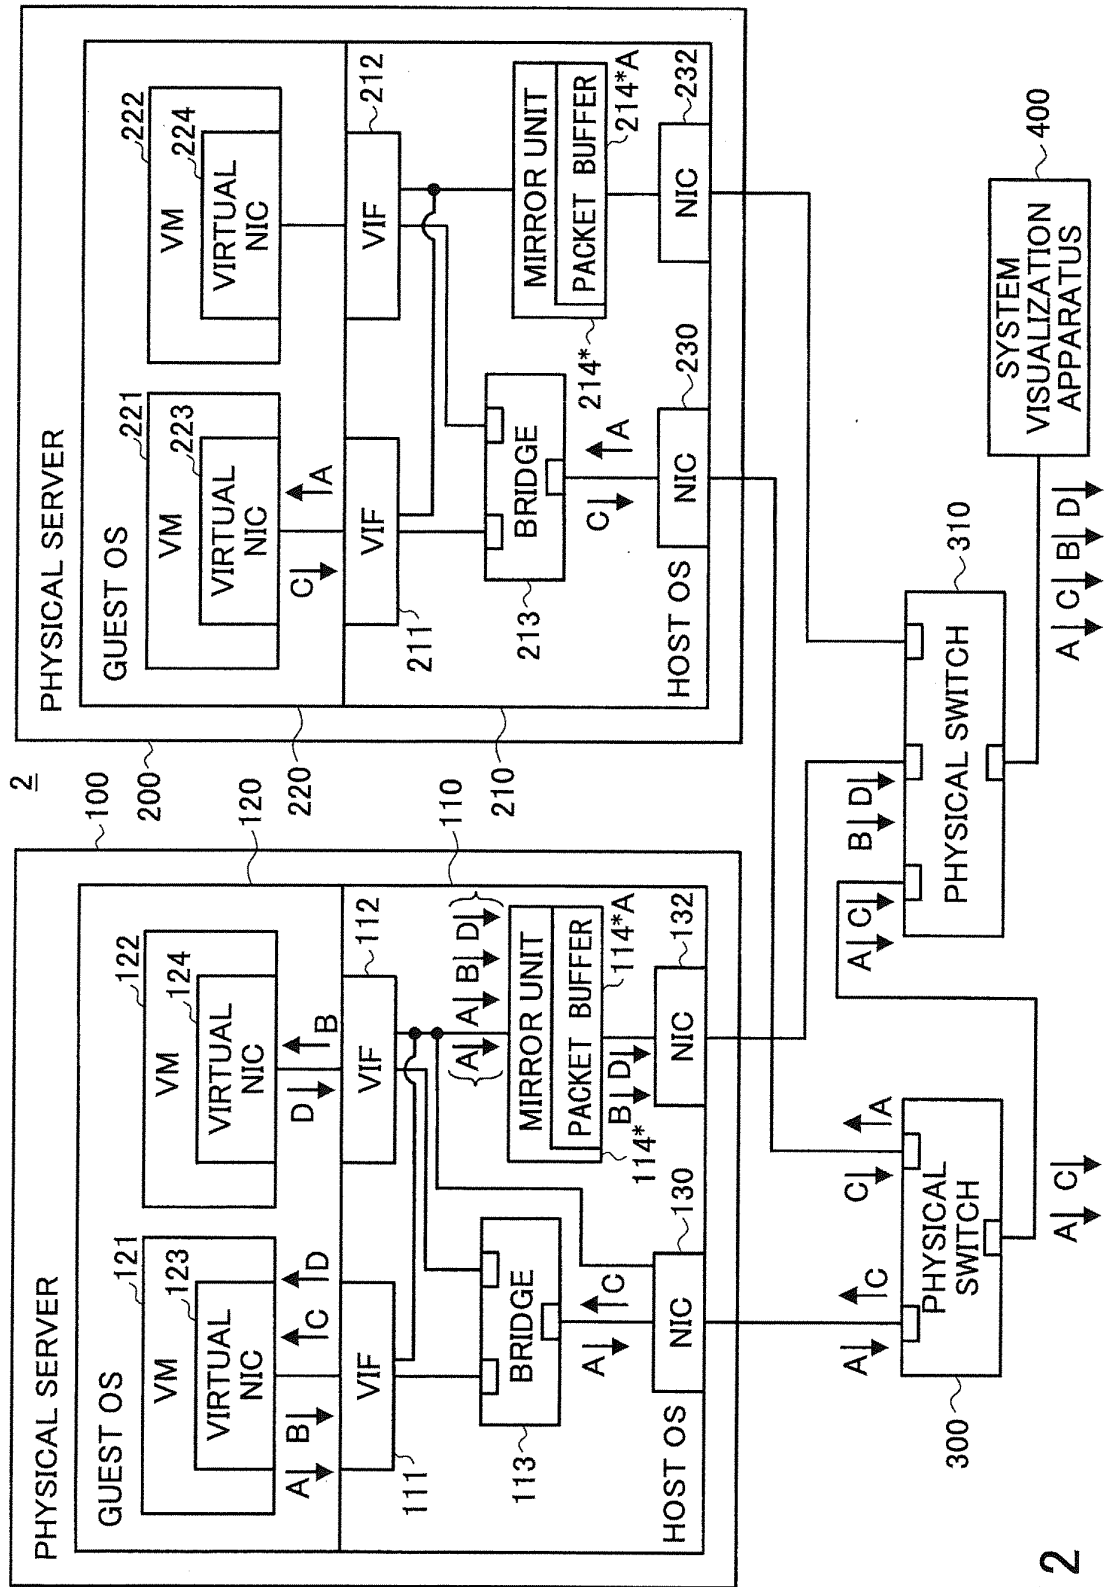 2
PHYSICAL SERVER
100
GUEST OS
120
VM
121
VIRTUAL
NIC
123
VM
122
VIRTUAL
NIC
124
A
B
C
D
D
B
VIF
111
VIF
112
110
(A) A B (D)
BRIDGE
113
MIRROR UNIT
114*
PACKET BUFFER
114*A
A
C
B
D
HOST OS
NIC
130
NIC
132
PHYSICAL SERVER
200
GUEST OS
220
VM
221
VIRTUAL
NIC
223
VM
222
VIRTUAL
NIC
224
C
A
VIF
211
VIF
212
210
BRIDGE
213
MIRROR UNIT
214*
PACKET BUFFER
214*A
C
A
HOST OS
NIC
230
NIC
232
A
C
C
A
PHYSICAL
SWITCH
300
A C
A C
B D
PHYSICAL SWITCH
310
A C B D
SYSTEM
VISUALIZATION
APPARATUS
400
2